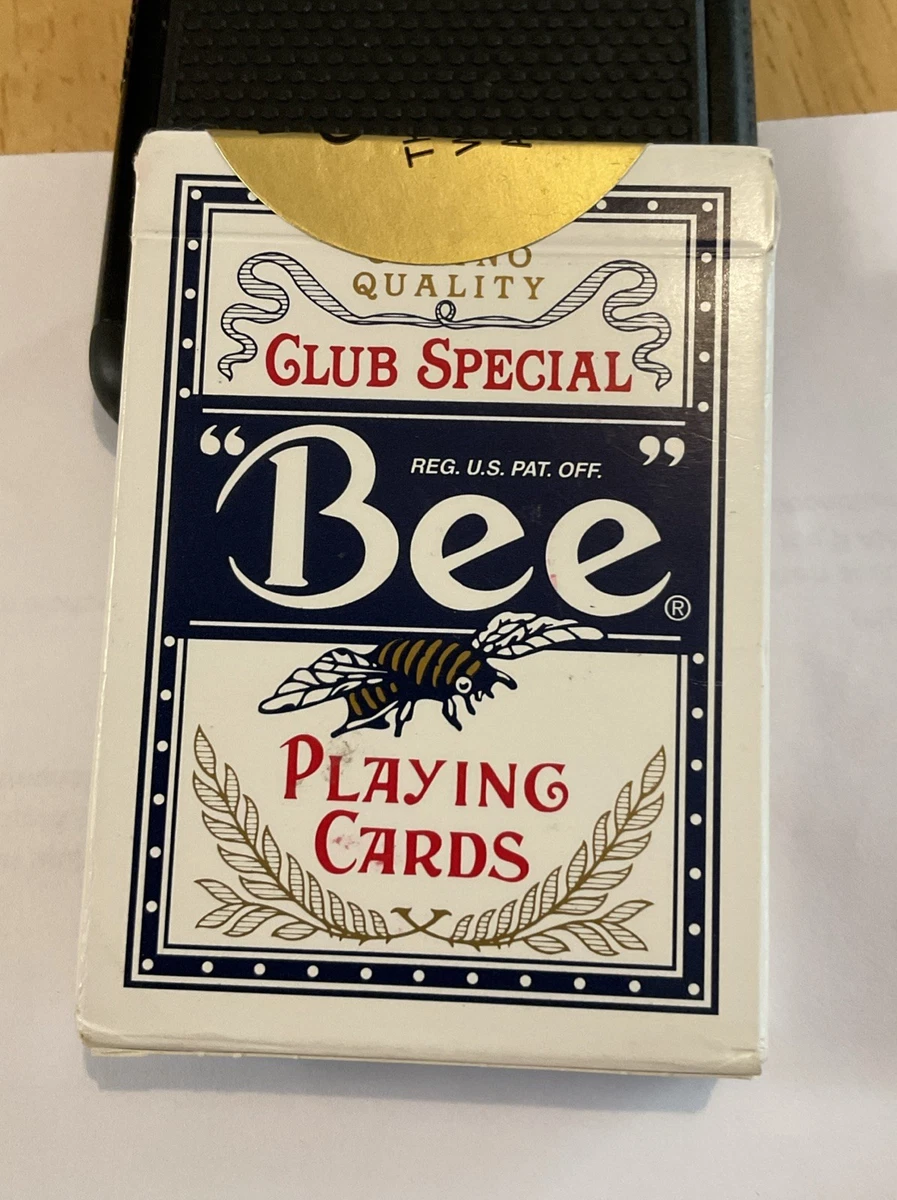 QUALITY
CLUB SPECIAL
“Bee”®
REG. U.S. PAT. OFF.
PLAYING
CARDS